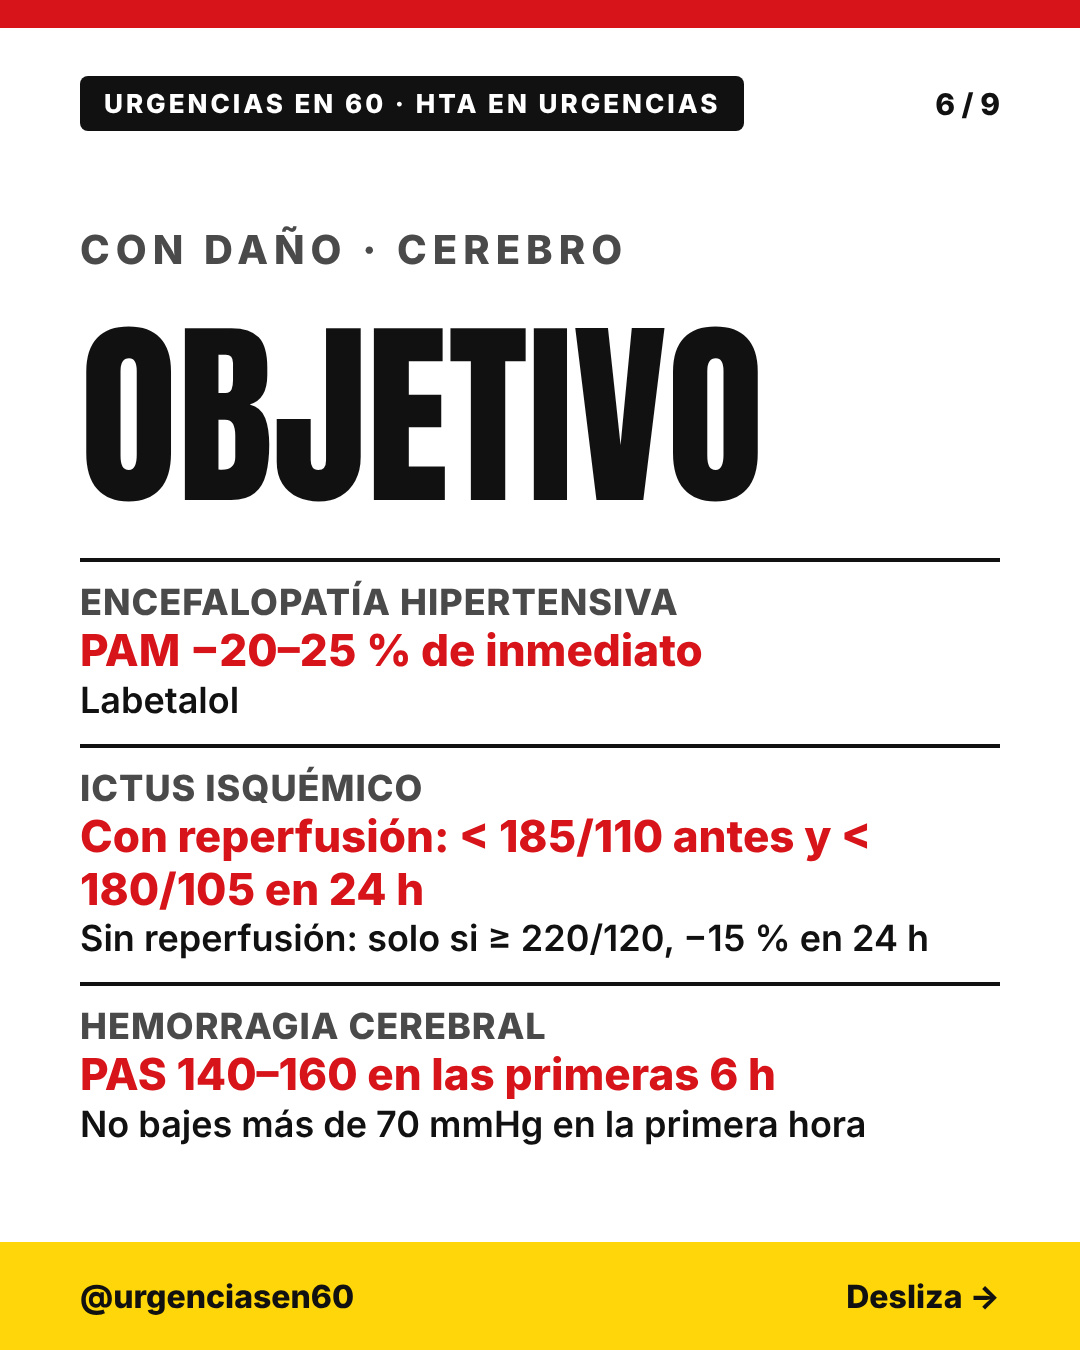 URGENCIAS EN 60 · HTA EN URGENCIAS
6 / 9
CON DAÑO · CEREBRO
OBJETIVO
ENCEFALOPATÍA HIPERTENSIVA
PAM −20–25 % de inmediato
Labetalol
ICTUS ISQUÉMICO
Con reperfusión: < 185/110 antes y <
180/105 en 24 h
Sin reperfusión: solo si ≥ 220/120, −15 % en 24 h
HEMORRAGIA CEREBRAL
PAS 140–160 en las primeras 6 h
No bajes más de 70 mmHg en la primera hora
@urgenciasen60
Desliza →